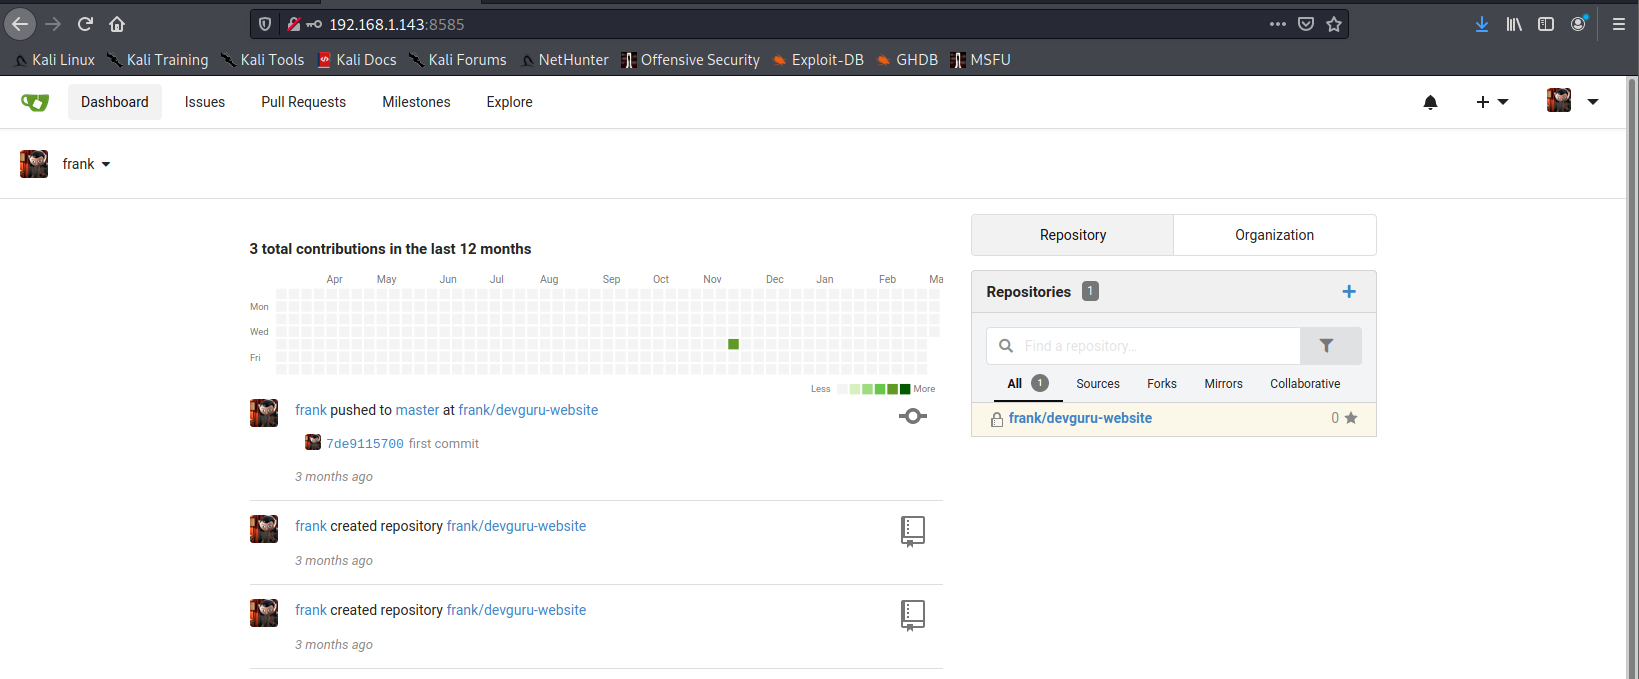 192.168.1.143:8585
Kali Linux Kali Training Kali Tools Kali Docs Kali Forums NetHunter Offensive Security Exploit-DB GHDB MSFU
Dashboard Issues Pull Requests Milestones Explore
frank
3 total contributions in the last 12 months
Apr May Jun Jul Aug Sep Oct Nov Dec Jan Feb Ma
Mon
Wed
Fri
Less More
frank pushed to master at frank/devguru-website
7de9115700 first commit
3 months ago
frank created repository frank/devguru-website
3 months ago
frank created repository frank/devguru-website
3 months ago
Repository Organization
Repositories 1
Find a repository...
All 1 Sources Forks Mirrors Collaborative
frank/devguru-website 0